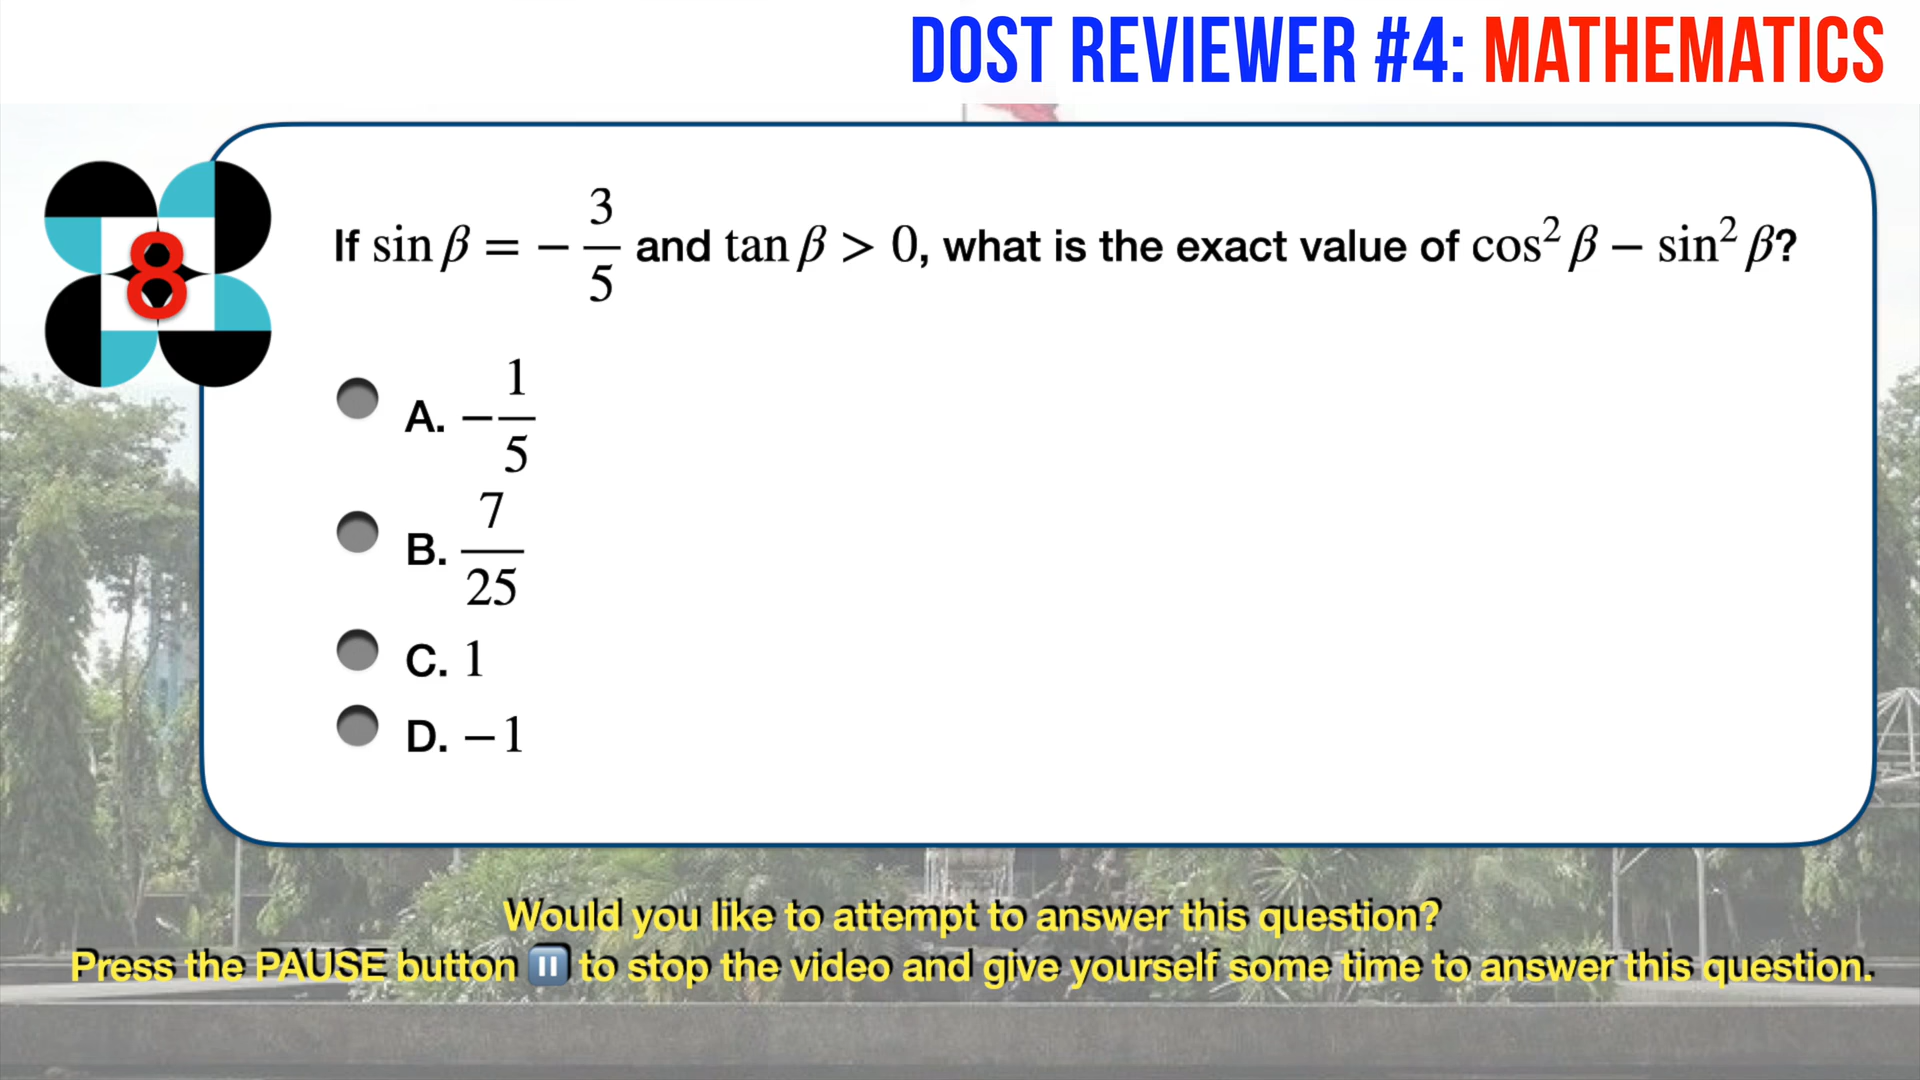 DOST REVIEWER #4: MATHEMATICS
8
If sin β = − 3/5 and tan β > 0, what is the exact value of cos² β − sin² β?
A. −1/5
B. 7/25
C. 1
D. −1
Would you like to attempt to answer this question?
Press the PAUSE button ⏸ to stop the video and give yourself some time to answer this question.